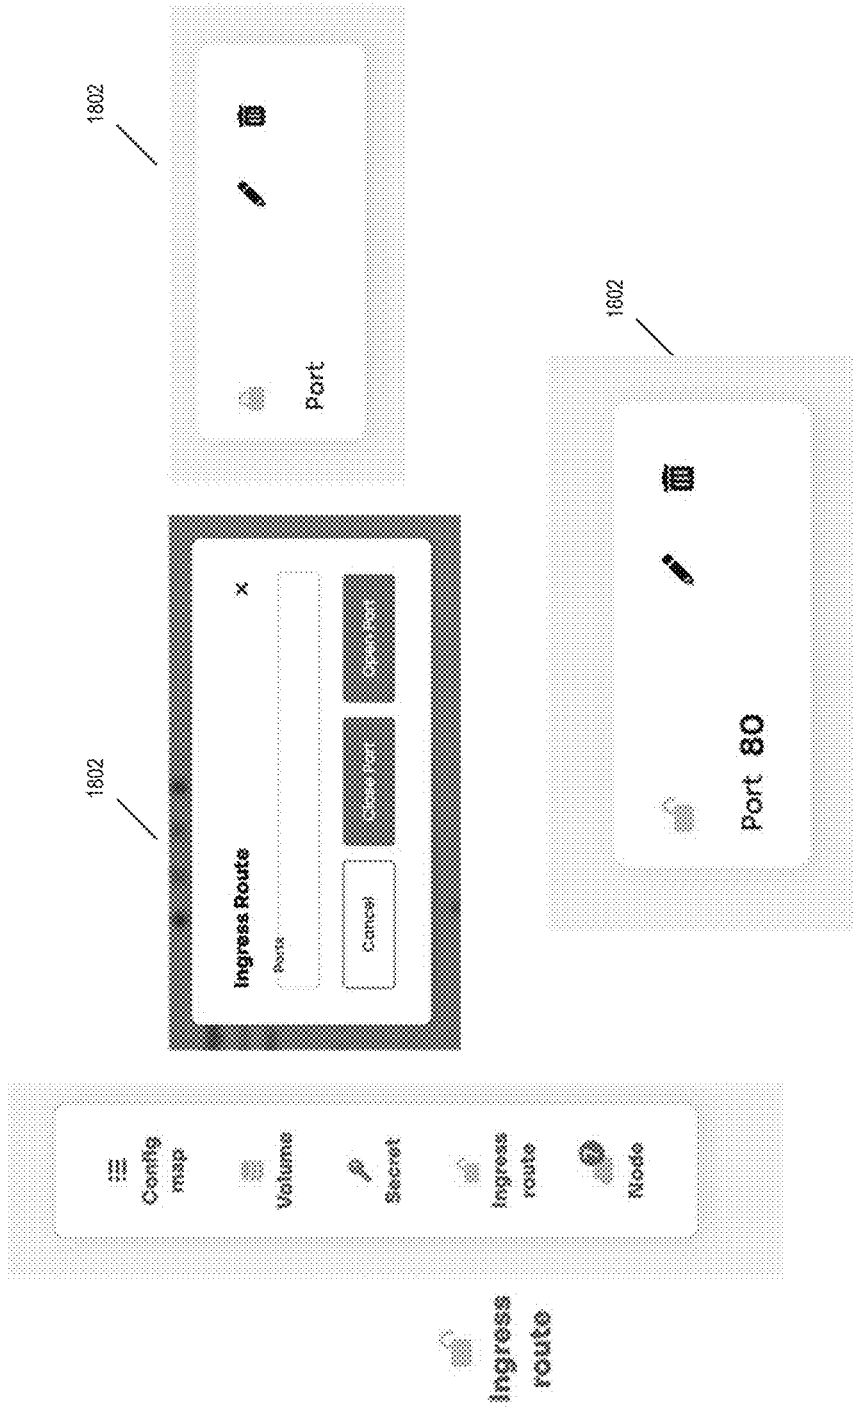 Ingress
route
Config
map
Volume
Secret
Ingress
route
Node
1802
Ingress Route
×
Ports
Cancel
1802
Port
1802
Port 80